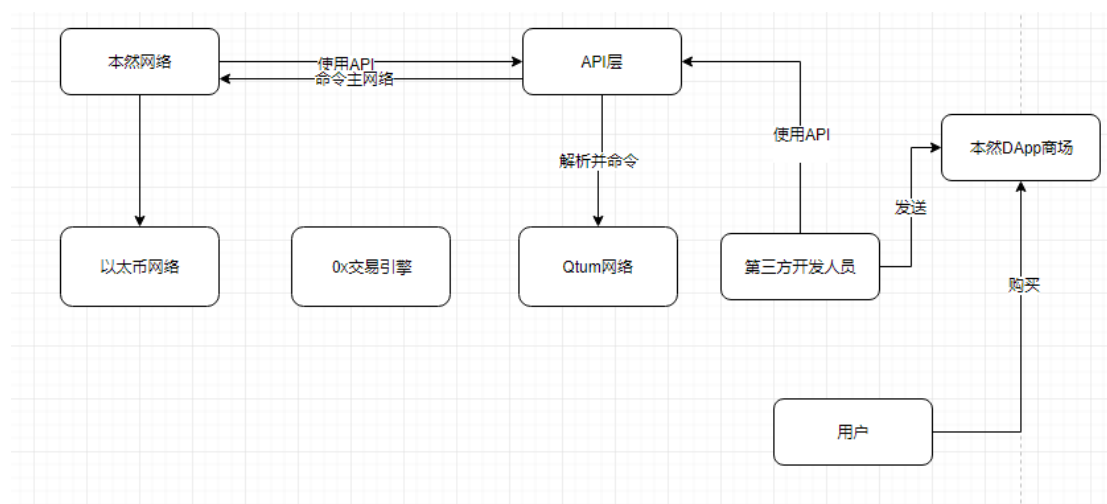 本然网络
使用API
命令主网络
API层
使用API
本然DApp商场
解析并命令
发送
以太币网络
0x交易引擎
Qtum网络
第三方开发人员
购买
用户